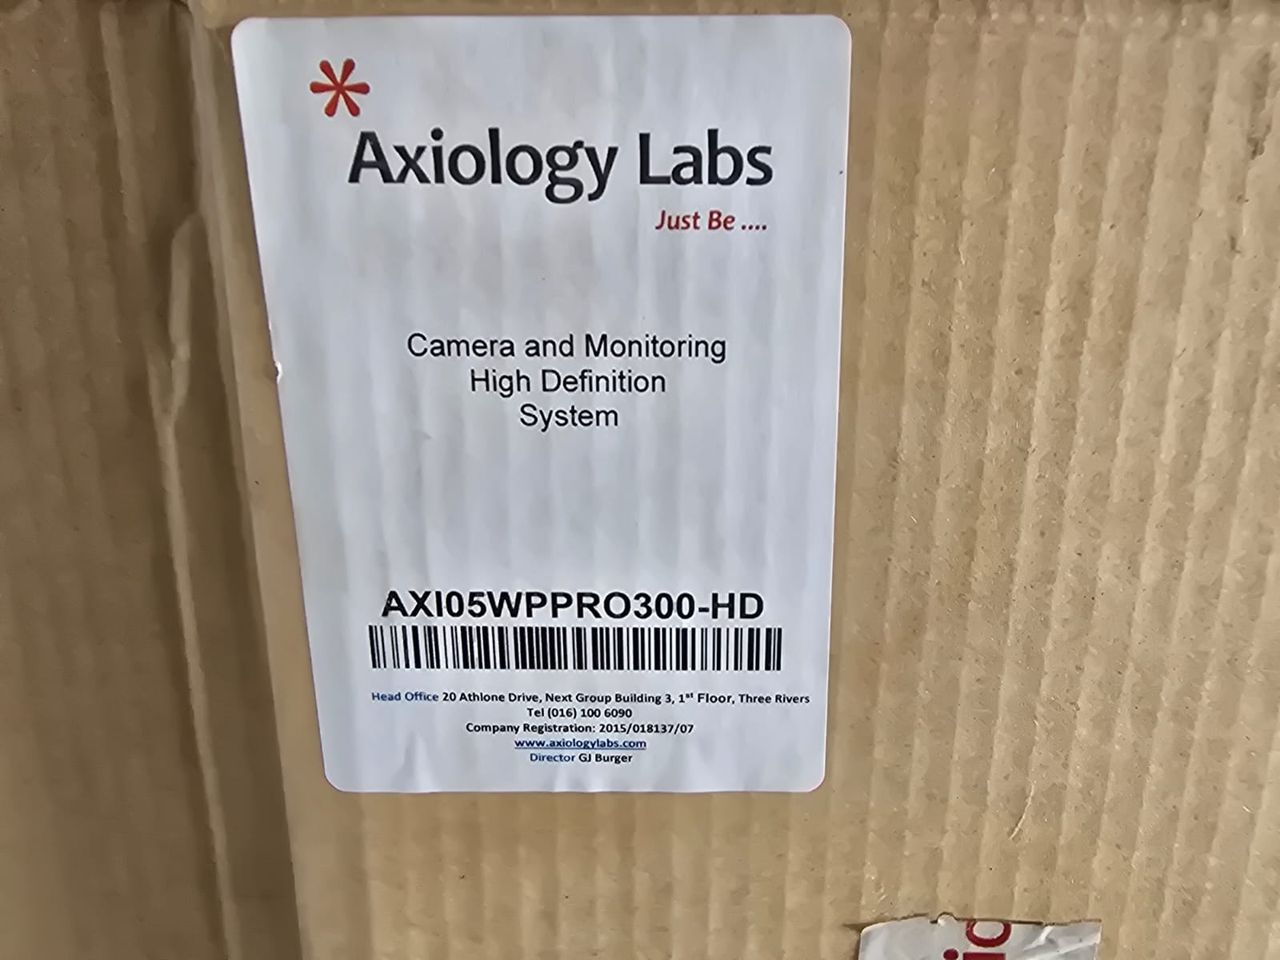 Axiology Labs
Just Be ....
Camera and Monitoring
High Definition
System
AXI05WPPRO300-HD
Head Office 20 Athlone Drive, Next Group Building 3, 1st Floor, Three Rivers
Tel (016) 100 6090
Company Registration: 2015/018137/07
www.axiologylabs.com
Director GJ Burger